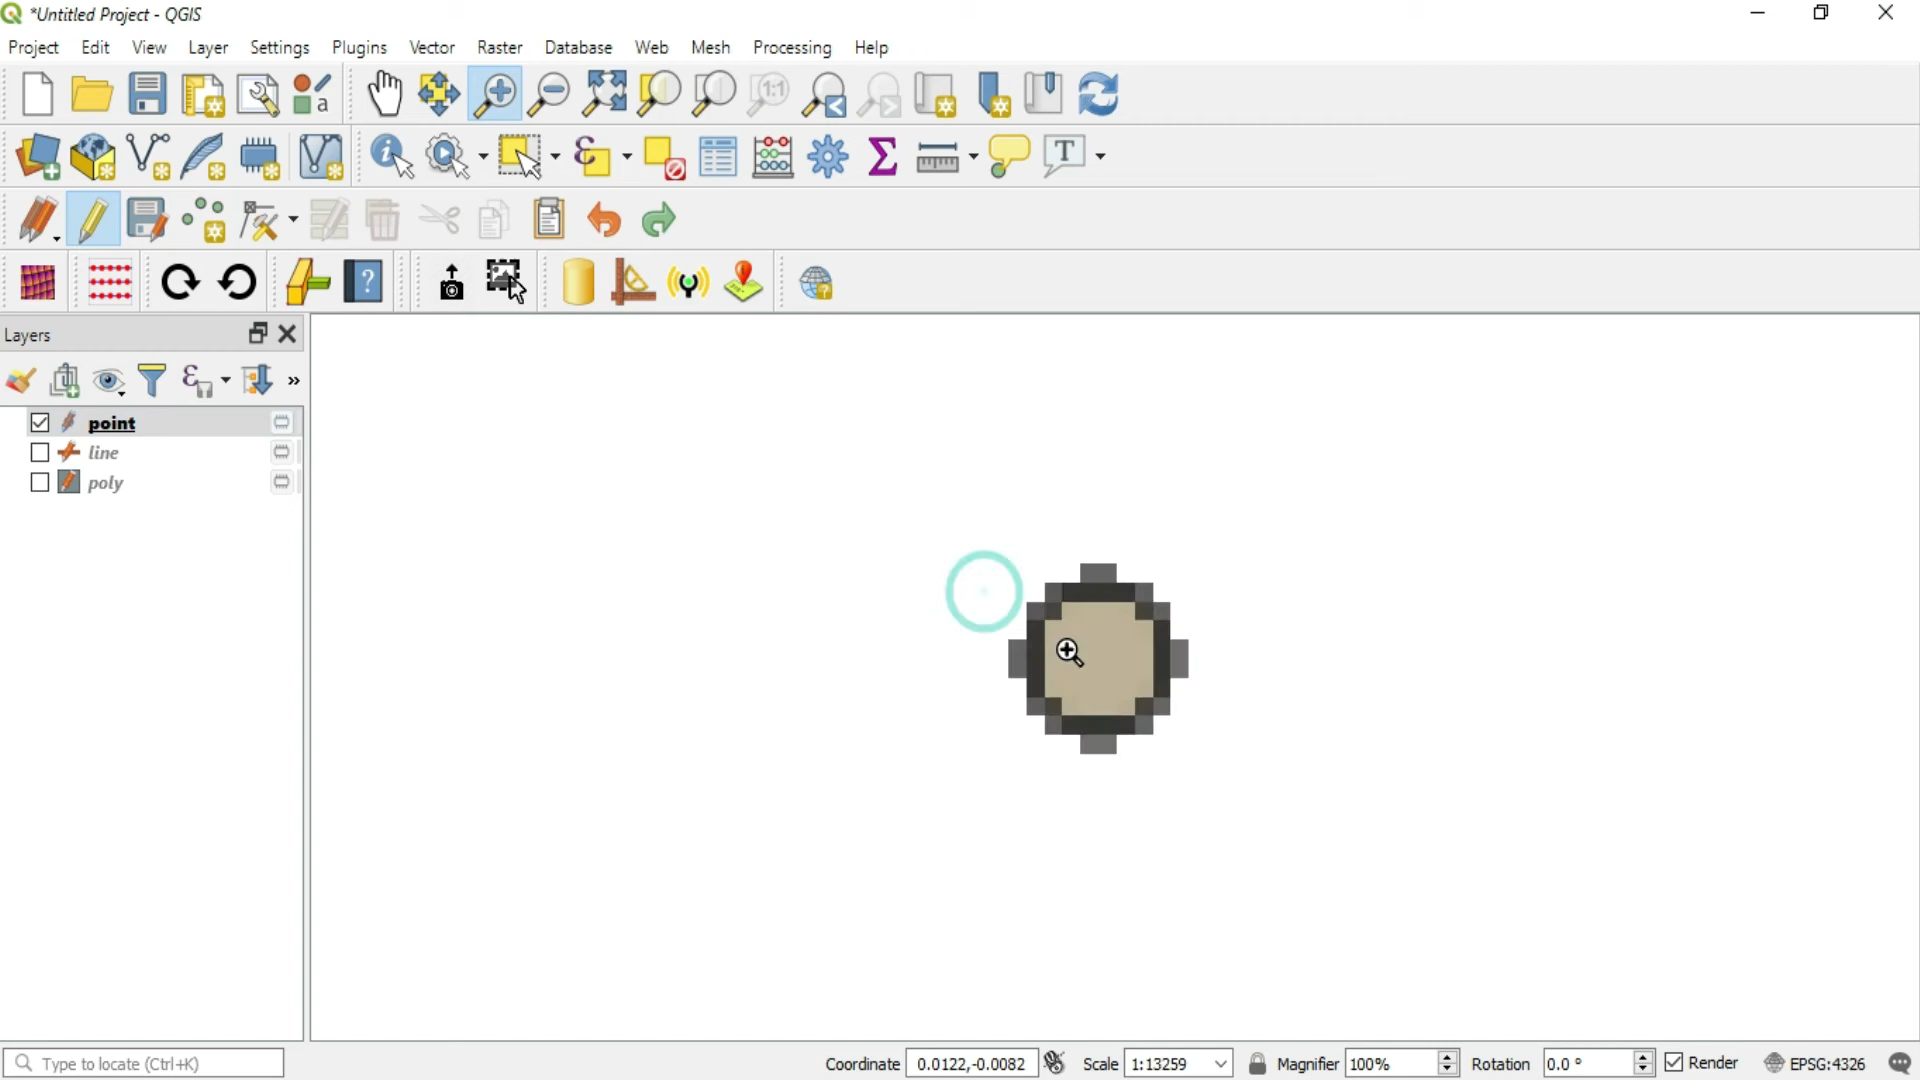 *Untitled Project - QGIS
Project Edit View Layer Settings Plugins Vector Raster Database Web Mesh Processing Help
a
1:1
i ε Σ T
?
Layers
ε »
point
line
poly
Type to locate (Ctrl+K) Coordinate 0.0122,-0.0082 Scale 1:13259 Magnifier 100% Rotation 0.0 ° Render EPSG:4326